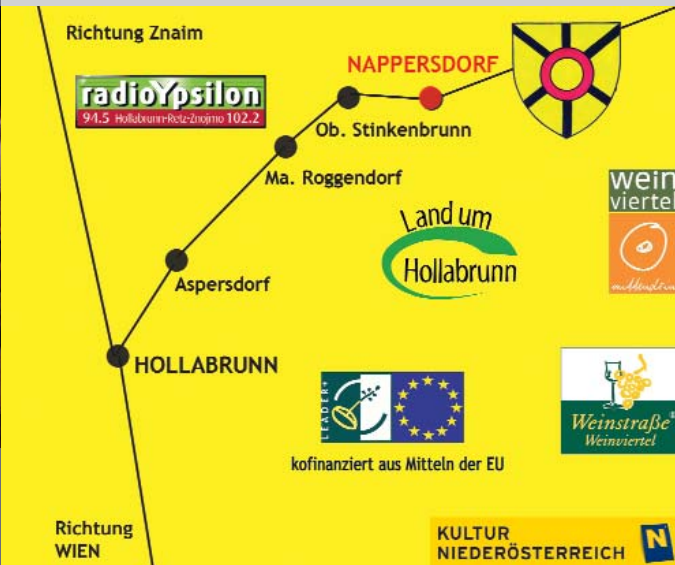 Richtung Znaim
NAPPERSDORF
radioYpsilon
94.5 Hollabrunn-Retz-Znojmo 102.2
Ob. Stinkenbrunn
Ma. Roggendorf
wein
viertel
Land um
Hollabrunn
Aspersdorf
mittendrin
HOLLABRUNN
LEADER+
Weinstraße®
Weinviertel
kofinanziert aus Mitteln der EU
Richtung
WIEN
KULTUR
NIEDERÖSTERREICH
N